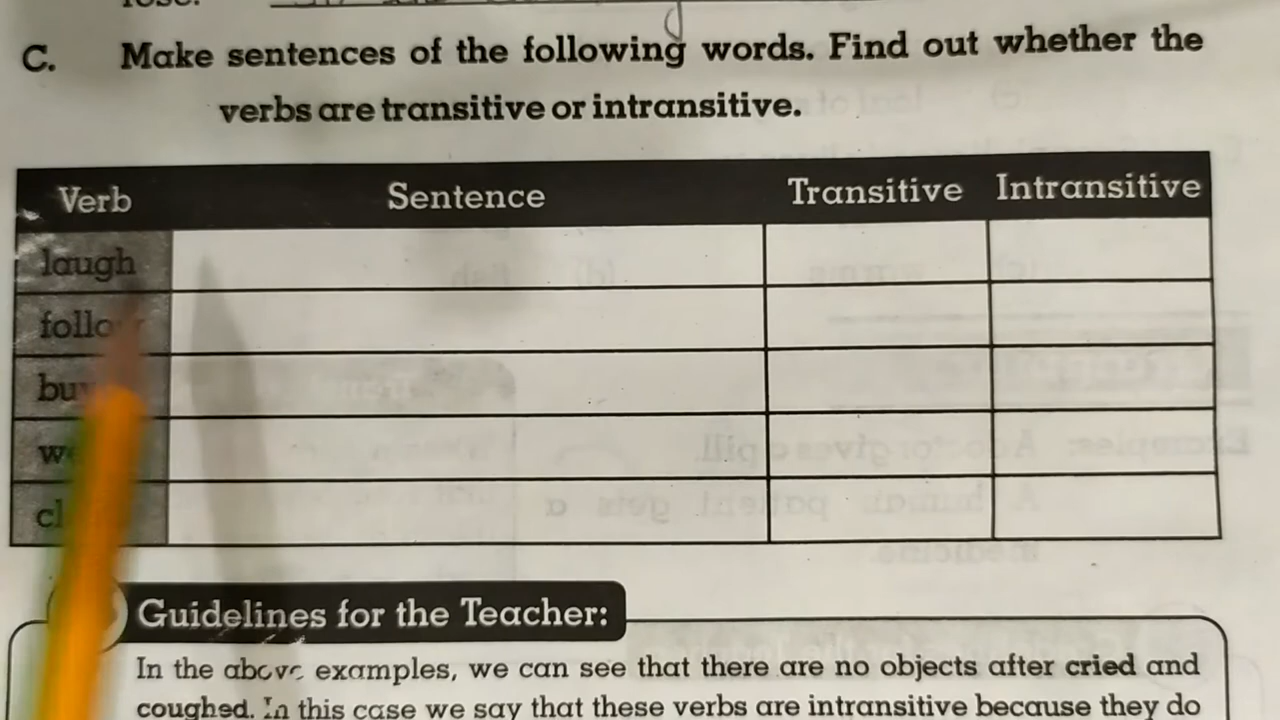 C. Make sentences of the following words. Find out whether the
verbs are transitive or intransitive.
Verb Sentence Transitive Intransitive
laugh
follow
Guidelines for the Teacher:
In the above examples, we can see that there are no objects after cried and
coughed. In this case we say that these verbs are intransitive because they do